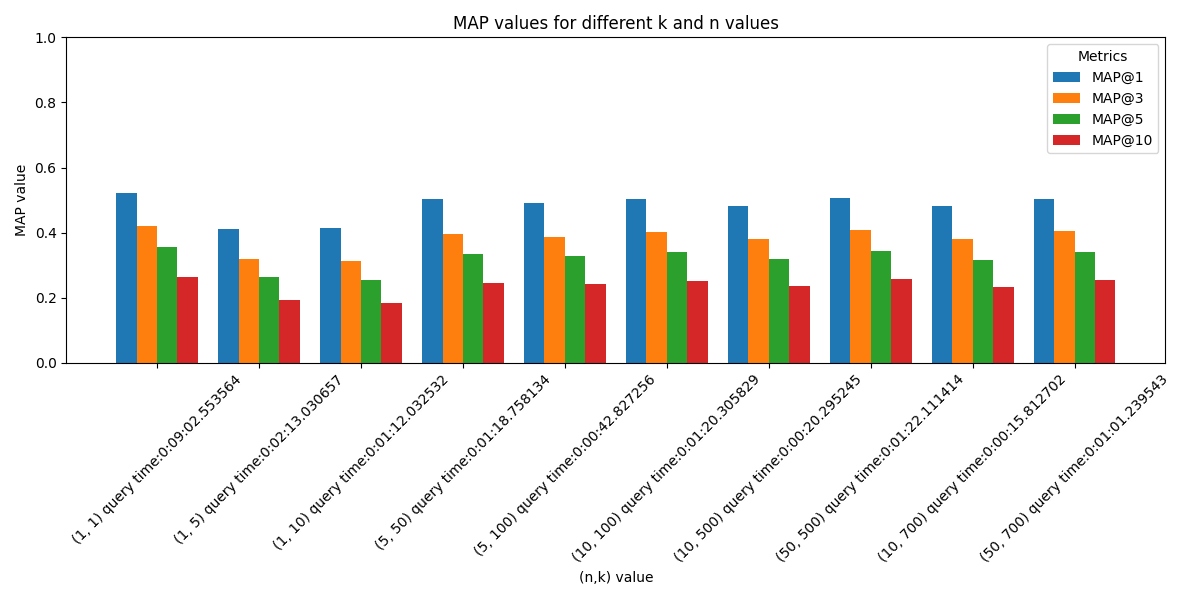 MAP values for different k and n values
MAP value
1.0
0.8
0.6
0.4
0.2
0.0
Metrics
MAP@1
MAP@3
MAP@5
MAP@10
(1, 1) query time:0:09:02.553564
(1, 5) query time:0:02:13.030657
(1, 10) query time:0:01:12.032532
(5, 50) query time:0:01:18.758134
(5, 100) query time:0:00:42.827256
(10, 100) query time:0:01:20.305829
(10, 500) query time:0:00:20.295245
(50, 500) query time:0:01:22.111414
(10, 700) query time:0:00:15.812702
(50, 700) query time:0:01:01.239543
(n,k) value